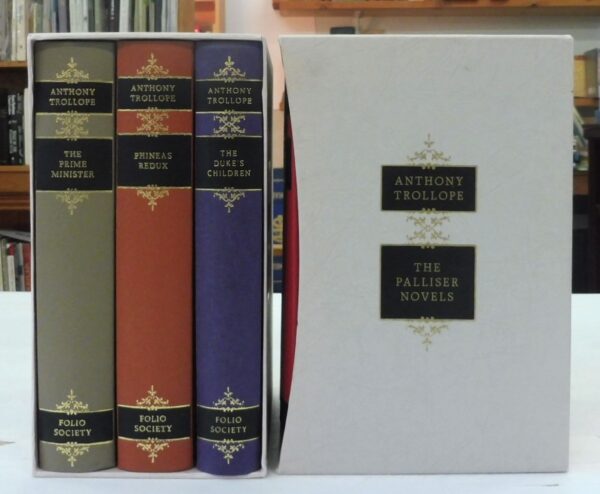 ANTHONY
TROLLOPE
THE
PRIME
MINISTER
FOLIO
SOCIETY
ANTHONY
TROLLOPE
PHINEAS
REDUX
FOLIO
SOCIETY
ANTHONY
TROLLOPE
THE
DUKE'S
CHILDREN
FOLIO
SOCIETY
ANTHONY
TROLLOPE
THE
PALLISER
NOVELS